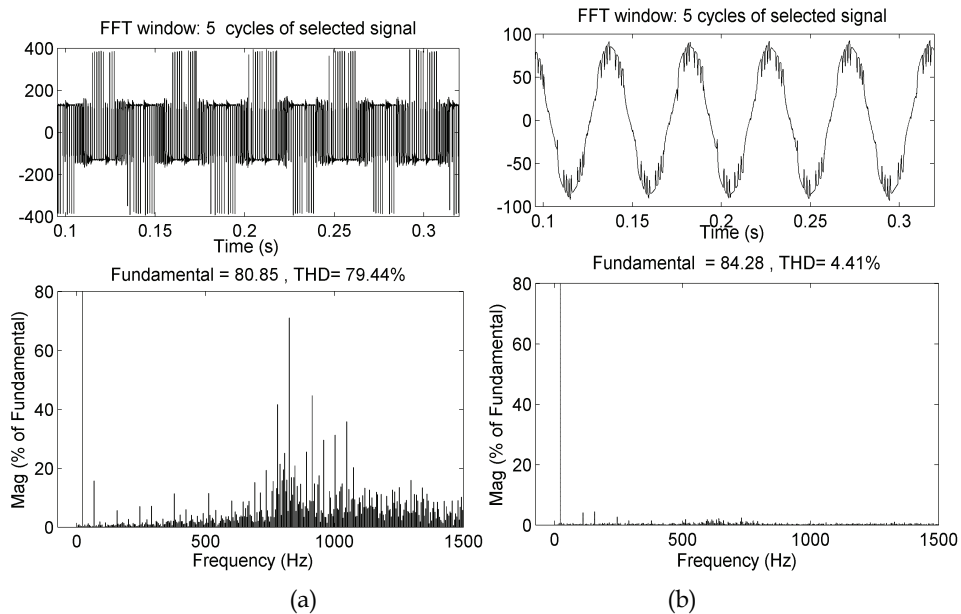 FFT window: 5 cycles of selected signal
400
200
0
-200
-400
0.1 0.15 0.2 0.25 0.3
Time (s)
Fundamental = 80.85 , THD= 79.44%
Mag (% of Fundamental)
80
60
40
20
0
0 500 1000 1500
Frequency (Hz)
(a)
FFT window: 5 cycles of selected signal
100
50
0
-50
-100
0.1 0.15 0.2 0.25 0.3
Time (s)
Fundamental = 84.28 , THD= 4.41%
Mag (% of Fundamental)
80
60
40
20
0
0 500 1000 1500
Frequency (Hz)
(b)